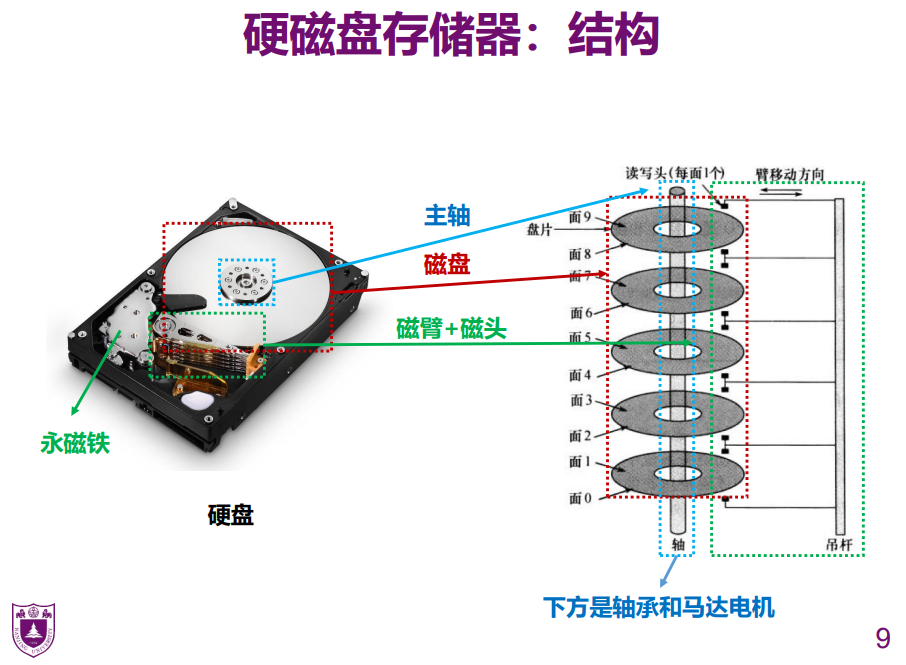 硬磁盘存储器：结构
读写头(每面1个)
臂移动方向
主轴
面9
盘片
面8
磁盘
面7
面6
磁臂+磁头
面5
面4
面3
永磁铁
面2
面1
面0
硬盘
轴
吊杆
下方是轴承和马达电机
NANJING UNIVERSITY
9